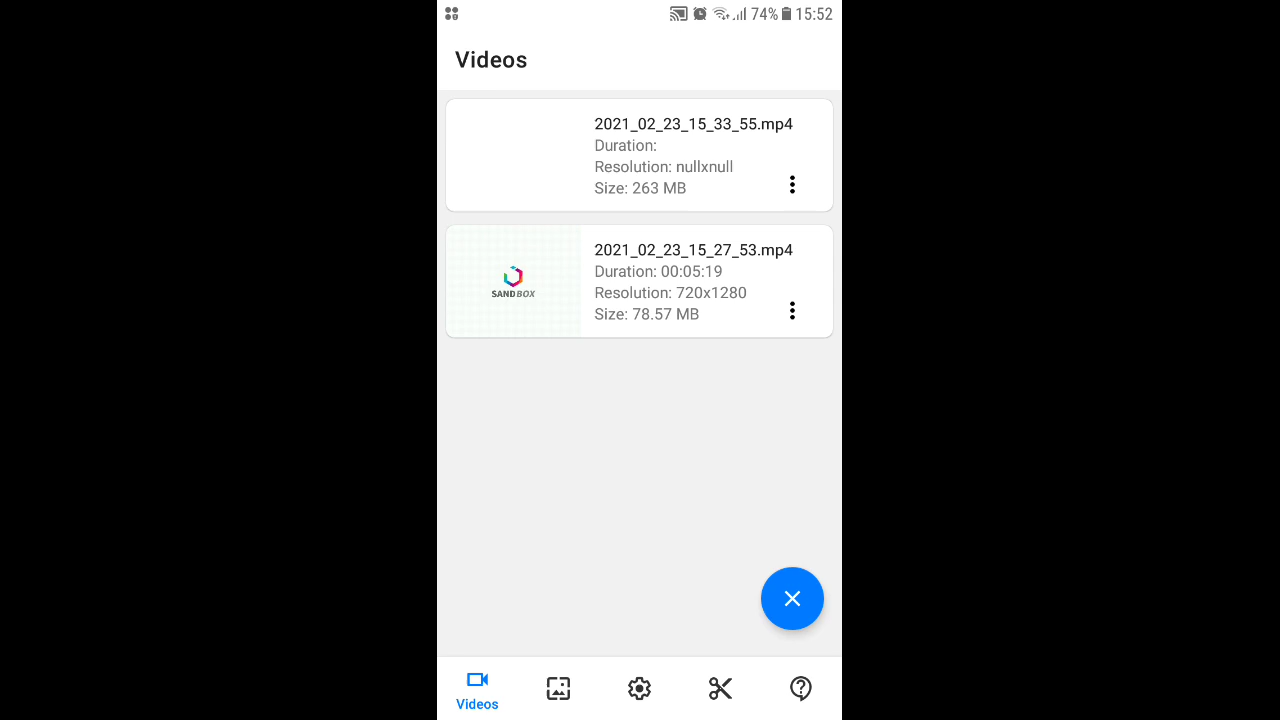 74% 15:52
Videos
2021_02_23_15_33_55.mp4
Duration:
Resolution: nullxnull
Size: 263 MB
SANDBOX
2021_02_23_15_27_53.mp4
Duration: 00:05:19
Resolution: 720x1280
Size: 78.57 MB
Videos